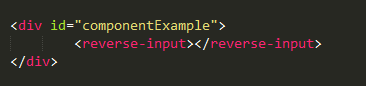 <div id="componentExample">
        <reverse-input></reverse-input>
</div>